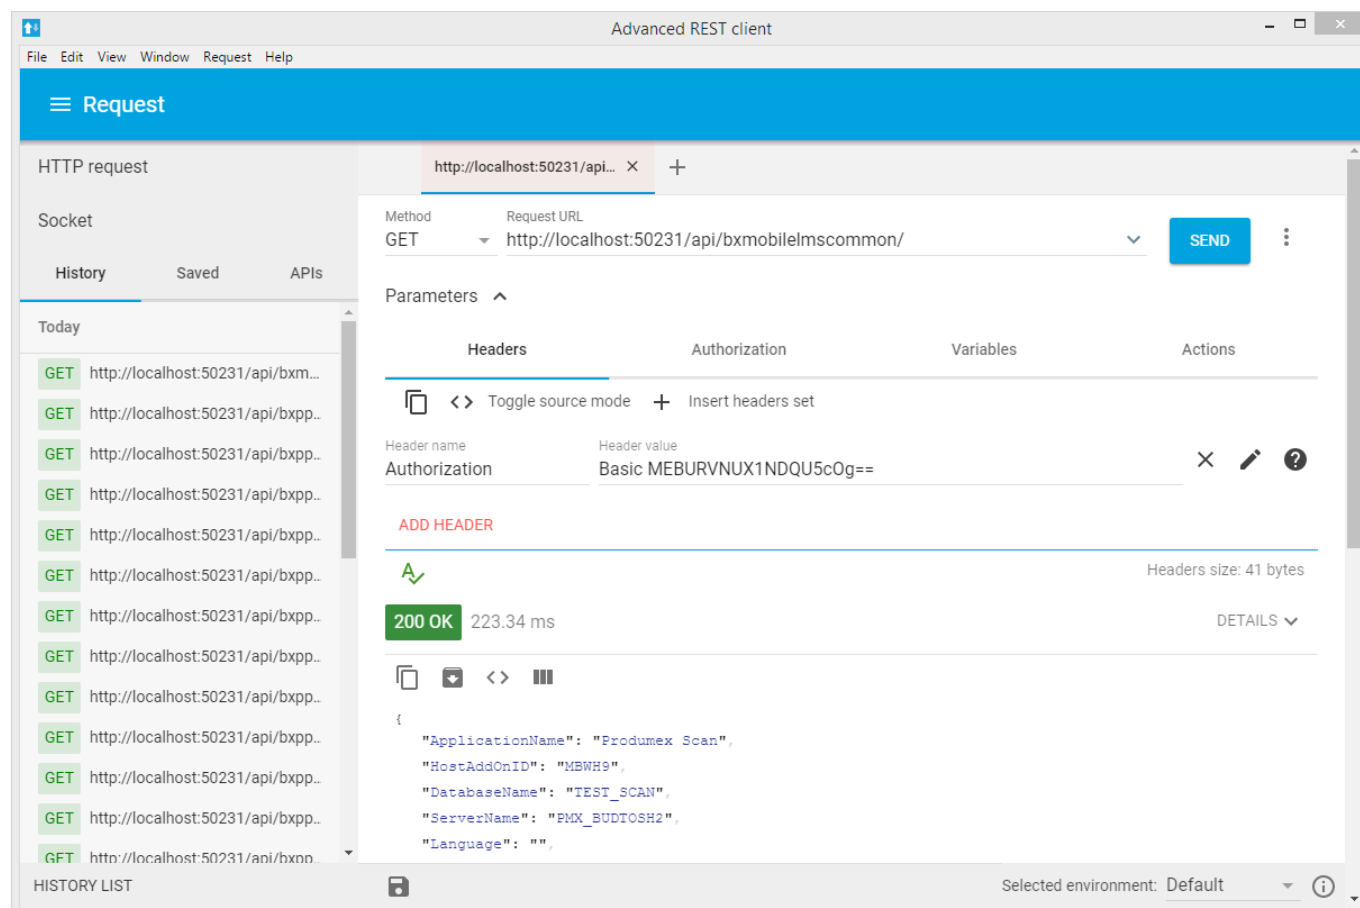 Advanced REST client
File Edit View Window Request Help
Request
HTTP request
Socket
History Saved APIs
Today
GET http://localhost:50231/api/bxm...
GET http://localhost:50231/api/bxpp...
GET http://localhost:50231/api/bxpp...
GET http://localhost:50231/api/bxpp...
GET http://localhost:50231/api/bxpp...
GET http://localhost:50231/api/bxpp...
GET http://localhost:50231/api/bxpp...
GET http://localhost:50231/api/bxpp...
GET http://localhost:50231/api/bxpp...
GET http://localhost:50231/api/bxpp...
GET http://localhost:50231/api/bxpp...
GET http://localhost:50231/api/bxpp...
GET http://localhost:50231/api/bxpp...
HISTORY LIST
http://localhost:50231/api...
Method Request URL
GET http://localhost:50231/api/bxmobilelmscommon/
SEND
Parameters
Headers Authorization Variables Actions
Toggle source mode Insert headers set
Header name Header value
Authorization Basic MEBURVNUX1NDQU5cOg==
ADD HEADER
Headers size: 41 bytes
200 OK 223.34 ms DETAILS
{
"ApplicationName": "Produmex Scan",
"HostAddOnID": "MBWH9",
"DatabaseName": "TEST_SCAN",
"ServerName": "PMX_BUDTOSH2",
"Language": "",
Selected environment: Default